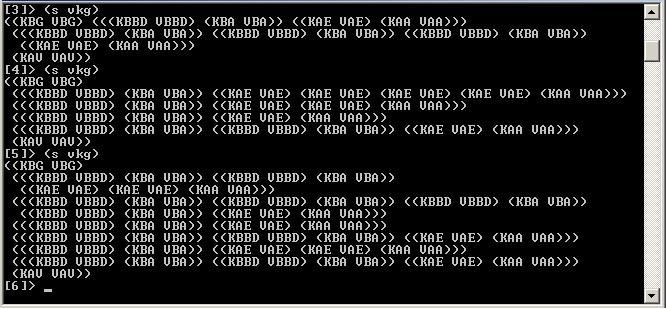 [3]> (s vkg)
((KBG VBG) (((KBBD VBBD) (KBA VBA)) ((KAE VAE) (KAA VAA)))
 (((KBBD VBBD) (KBA VBA)) ((KBBD VBBD) (KBA VBA)) ((KBBD VBBD) (KBA VBA))
  ((KAE VAE) (KAA VAA)))
 (KAV VAV))
[4]> (s vkg)
((KBG VBG)
 (((KBBD VBBD) (KBA VBA)) ((KAE VAE) (KAE VAE) (KAE VAE) (KAE VAE) (KAA VAA)))
 (((KBBD VBBD) (KBA VBA)) ((KAE VAE) (KAE VAE) (KAA VAA)))
 (((KBBD VBBD) (KBA VBA)) ((KAE VAE) (KAA VAA)))
 (((KBBD VBBD) (KBA VBA)) ((KBBD VBBD) (KBA VBA)) ((KAE VAE) (KAA VAA)))
 (KAV VAV))
[5]> (s vkg)
((KBG VBG)
 (((KBBD VBBD) (KBA VBA)) ((KBBD VBBD) (KBA VBA))
  ((KAE VAE) (KAE VAE) (KAA VAA)))
 (((KBBD VBBD) (KBA VBA)) ((KBBD VBBD) (KBA VBA)) ((KBBD VBBD) (KBA VBA))
  ((KBBD VBBD) (KBA VBA)) ((KAE VAE) (KAA VAA)))
 (((KBBD VBBD) (KBA VBA)) ((KAE VAE) (KAA VAA)))
 (((KBBD VBBD) (KBA VBA)) ((KBBD VBBD) (KBA VBA)) ((KAE VAE) (KAA VAA)))
 (((KBBD VBBD) (KBA VBA)) ((KAE VAE) (KAE VAE) (KAA VAA)))
 (((KBBD VBBD) (KBA VBA)) ((KBBD VBBD) (KBA VBA)) ((KAE VAE) (KAA VAA)))
 (KAV VAV))
[6]> _